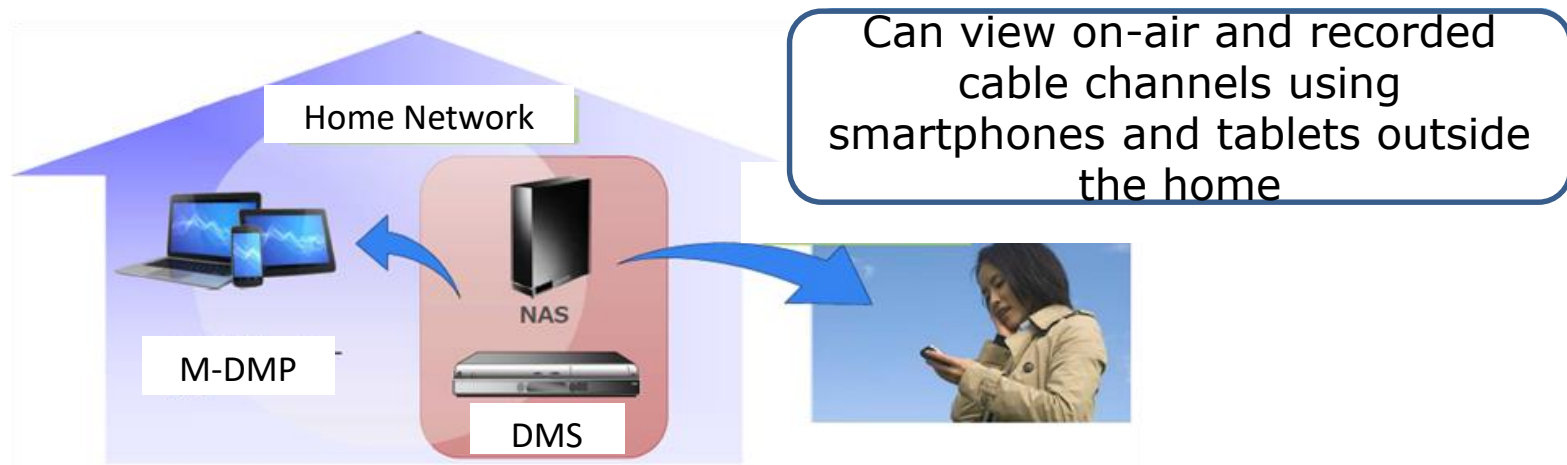 Can view on-air and recorded
cable channels using
smartphones and tablets outside
the home
Home Network
NAS
M-DMP
DMS